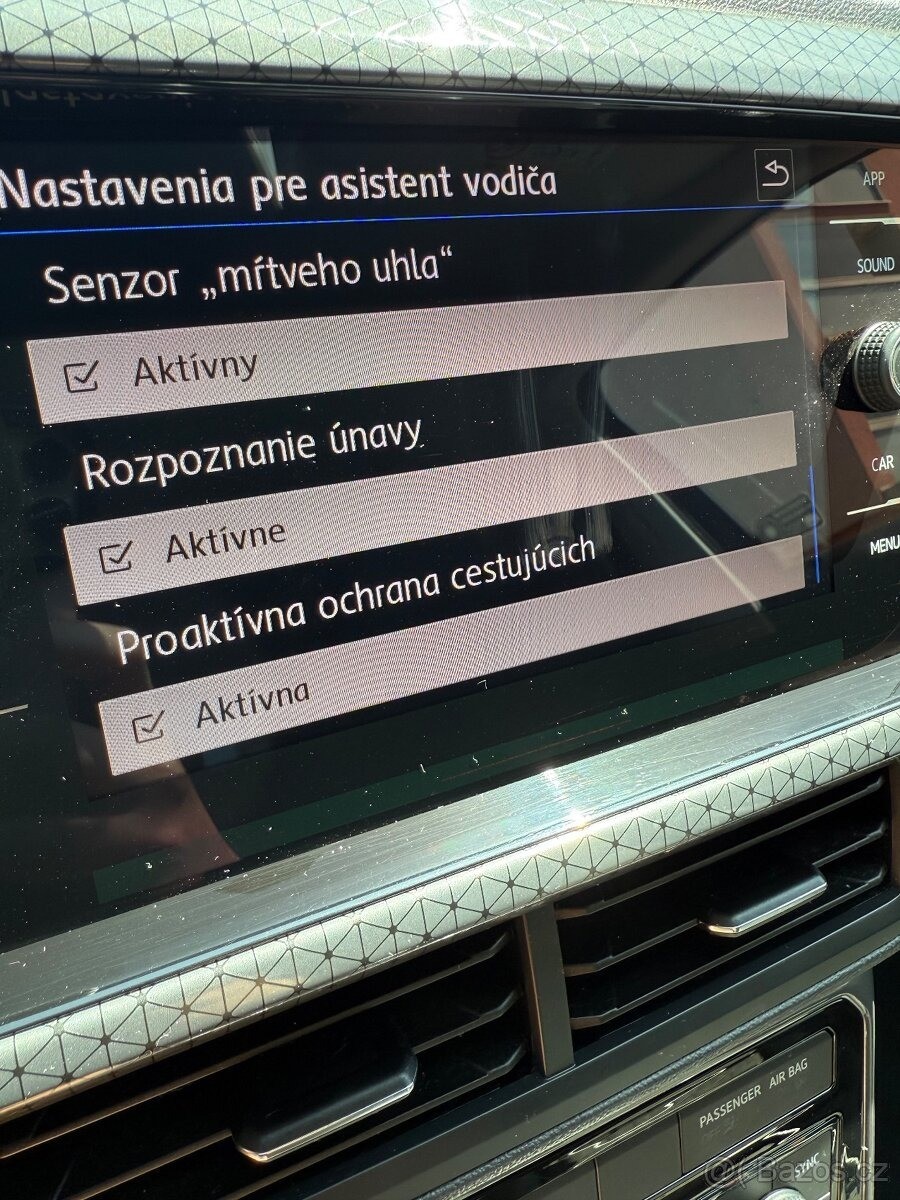 Nastavenia pre asistent vodiča
APP
Senzor „mŕtveho uhla“
SOUND
Aktívny
Rozpoznanie únavy
CAR
Aktívne
MENU
Proaktívna ochrana cestujúcich
Aktívna
PASSENGER AIR BAG
SYNC
Bazos.cz